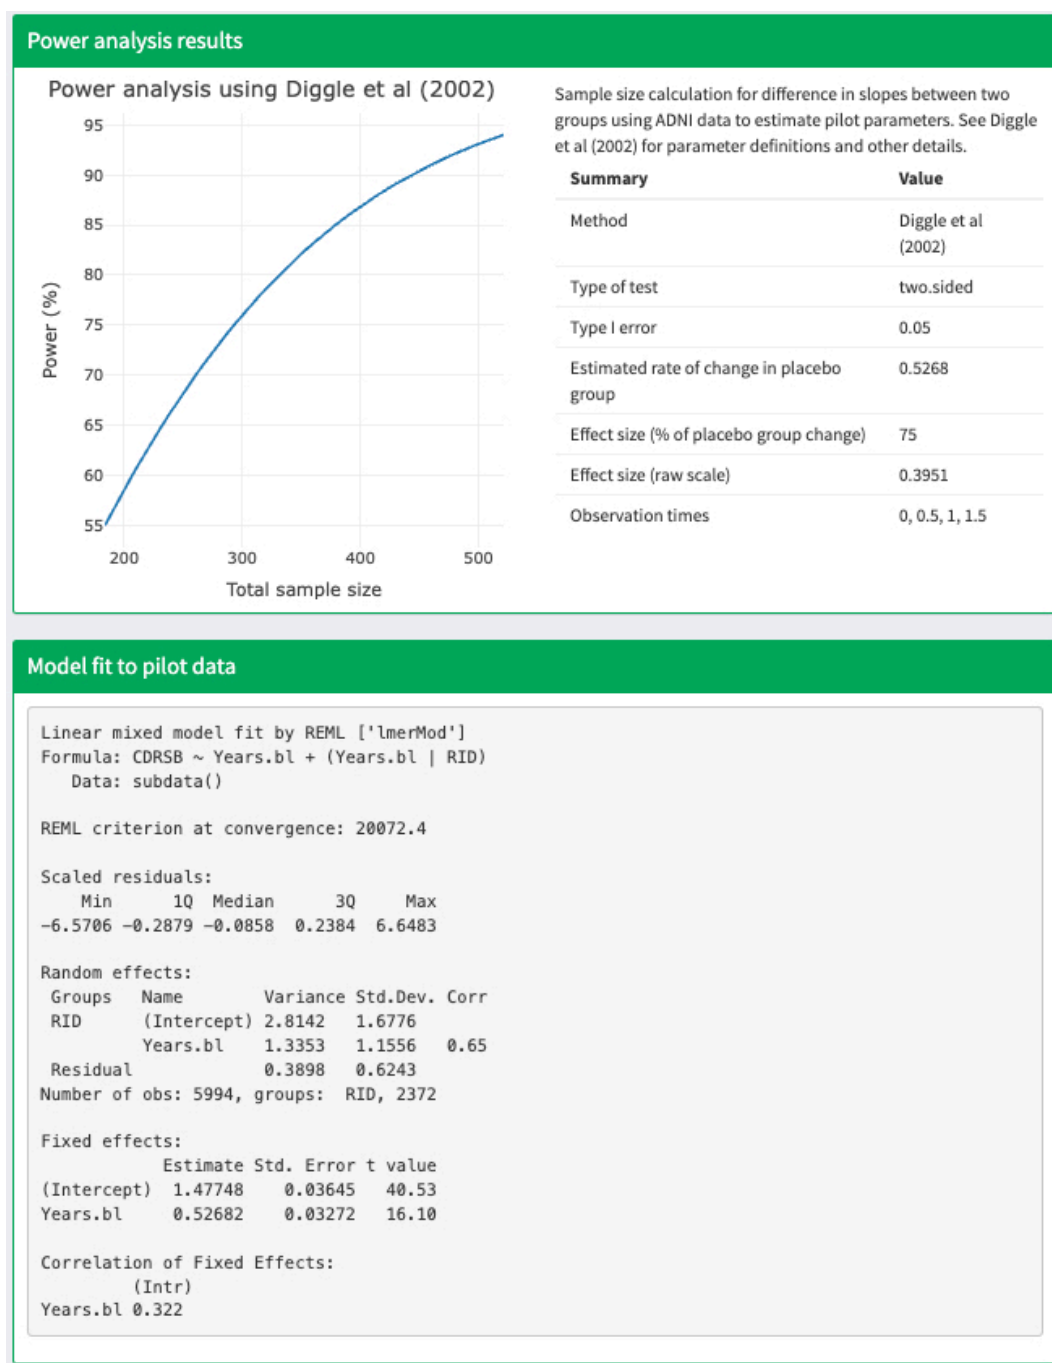 Power analysis results
Power analysis using Diggle et al (2002)
95
90
85
80
75
70
65
60
55
Power (%)
200 300 400 500
Total sample size
Sample size calculation for difference in slopes between two
groups using ADNI data to estimate pilot parameters. See Diggle
et al (2002) for parameter definitions and other details.
Summary Value
Method Diggle et al
(2002)
Type of test two.sided
Type I error 0.05
Estimated rate of change in placebo 0.5268
group
Effect size (% of placebo group change) 75
Effect size (raw scale) 0.3951
Observation times 0, 0.5, 1, 1.5
Model fit to pilot data
Linear mixed model fit by REML ['lmerMod']
Formula: CDRSB ~ Years.bl + (Years.bl | RID)
Data: subdata()
REML criterion at convergence: 20072.4
Scaled residuals:
Min 1Q Median 3Q Max
-6.5706 -0.2879 -0.0858 0.2384 6.6483
Random effects:
Groups Name Variance Std.Dev. Corr
RID (Intercept) 2.8142 1.6776
Years.bl 1.3353 1.1556 0.65
Residual 0.3898 0.6243
Number of obs: 5994, groups: RID, 2372
Fixed effects:
Estimate Std. Error t value
(Intercept) 1.47748 0.03645 40.53
Years.bl 0.52682 0.03272 16.10
Correlation of Fixed Effects:
(Intr)
Years.bl 0.322